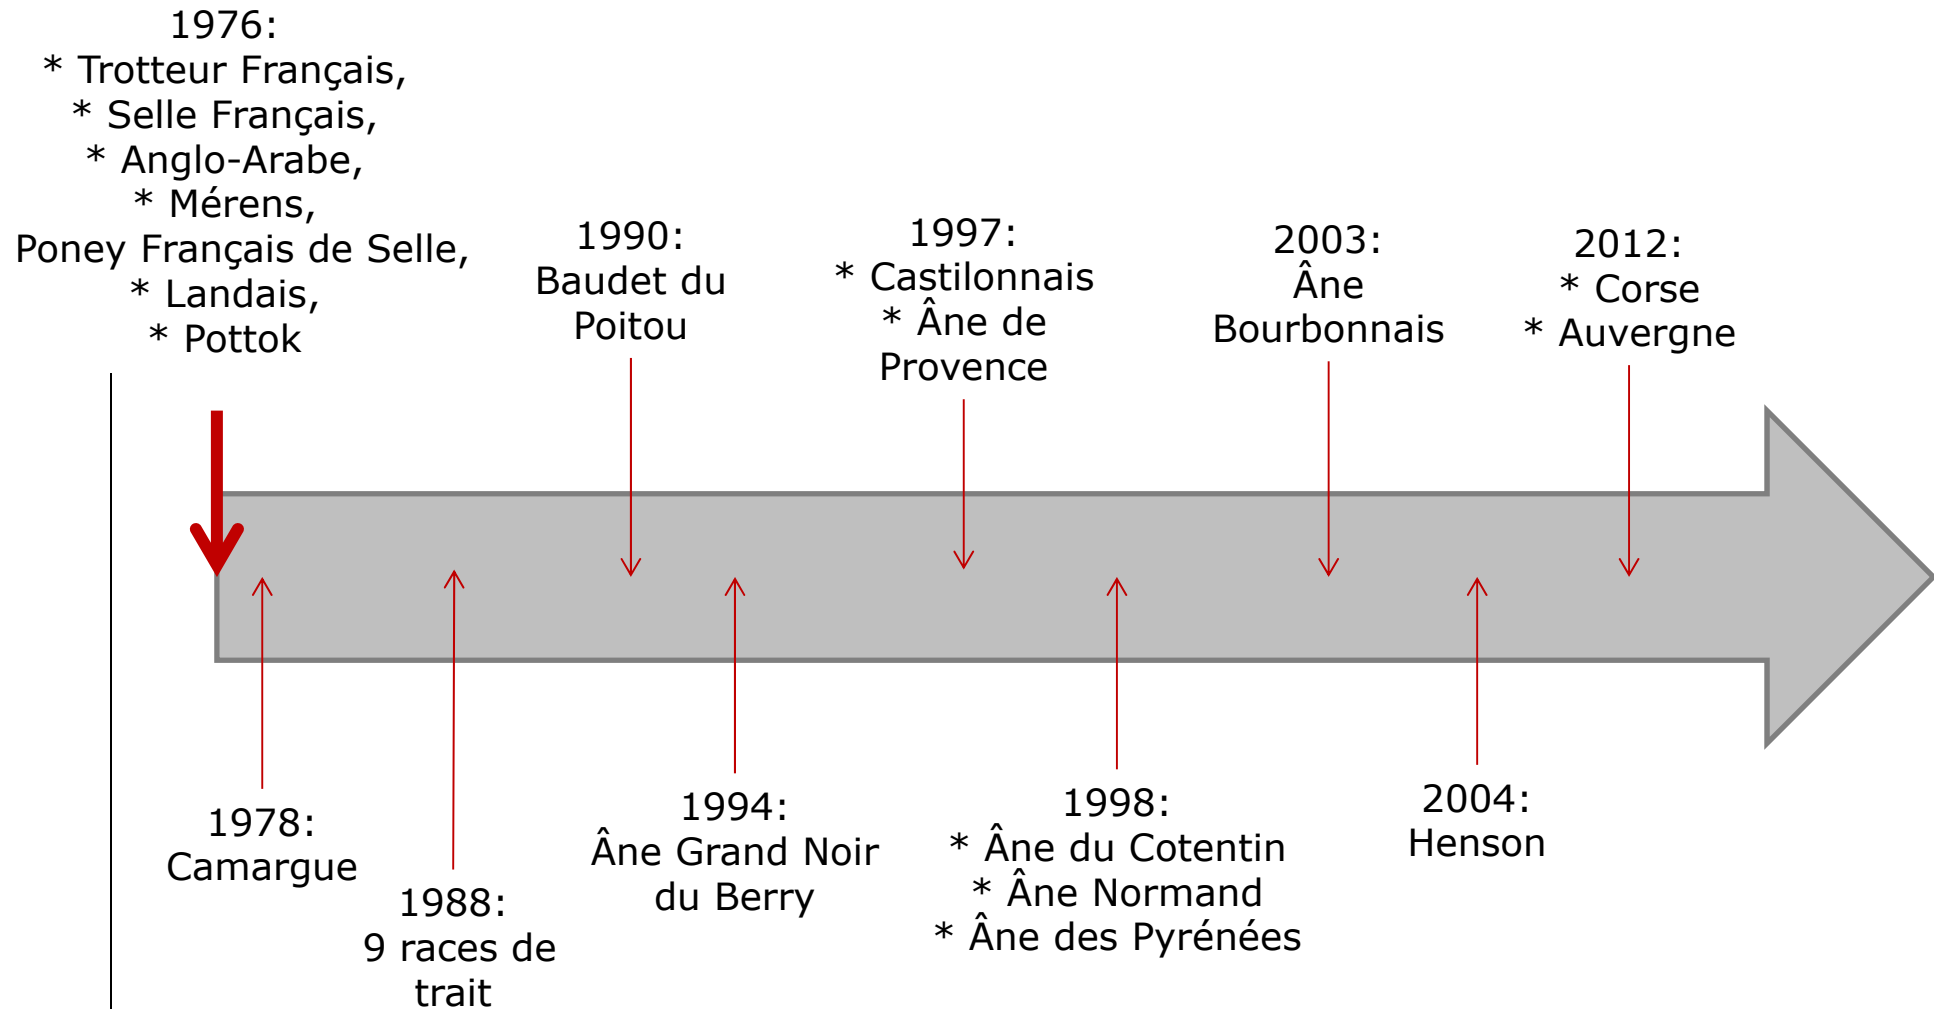 1976:
* Trotteur Français,
* Selle Français,
* Anglo-Arabe,
* Mérens,
Poney Français de Selle,
* Landais,
* Pottok
1990:
Baudet du
Poitou
1997:
* Castilonnais
* Âne de
Provence
2003:
Âne
Bourbonnais
2012:
* Corse
* Auvergne
1978:
Camargue
1988:
9 races de
trait
1994:
Âne Grand Noir
du Berry
1998:
* Âne du Cotentin
* Âne Normand
* Âne des Pyrénées
2004:
Henson